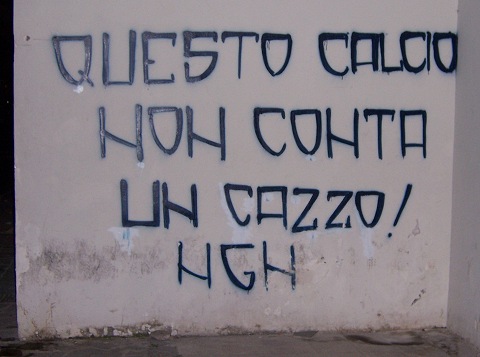 QUESTO CALCIO
NON CONTA
UN CAZZO!
NGN